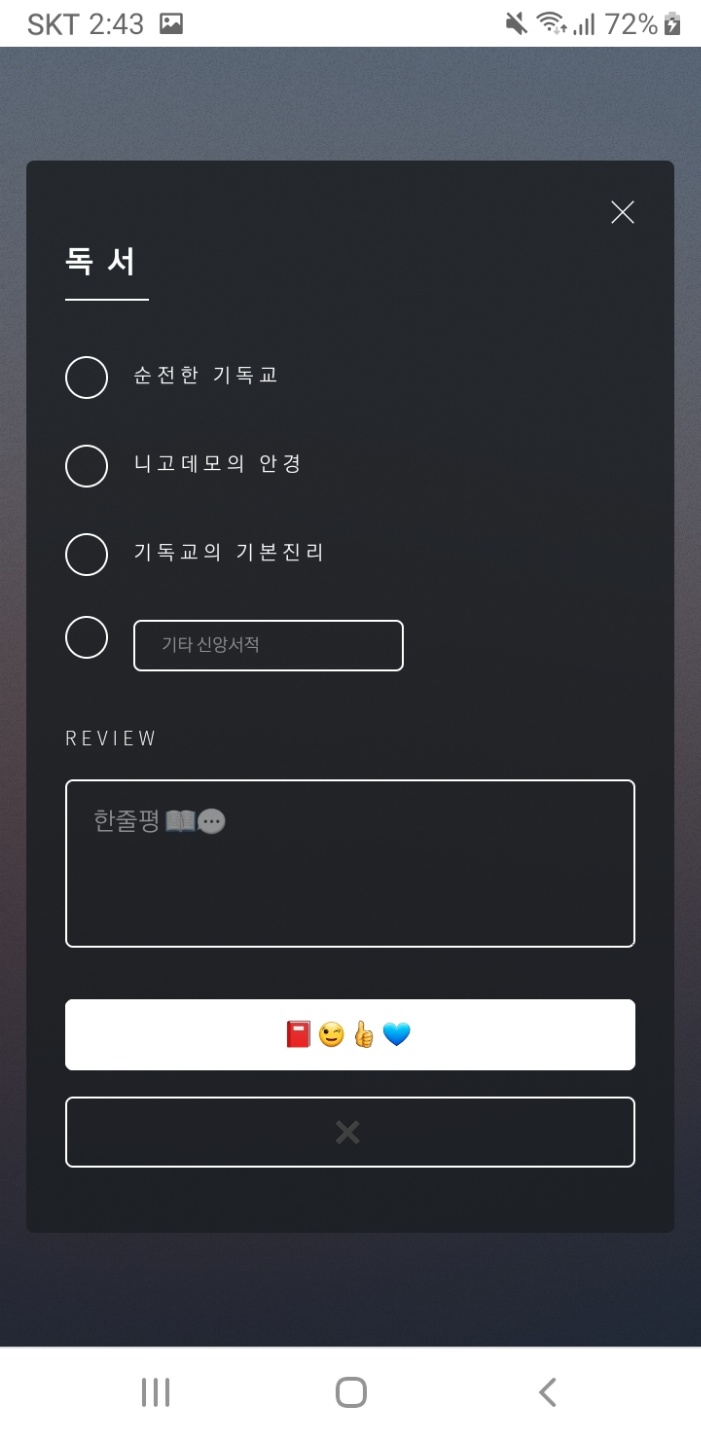 SKT 2:43 72%
독 서
순전한 기독교
니고데모의 안경
기독교의 기본진리
기타 신앙서적
REVIEW
한줄평 📖💬
📕😉👍💙
❌